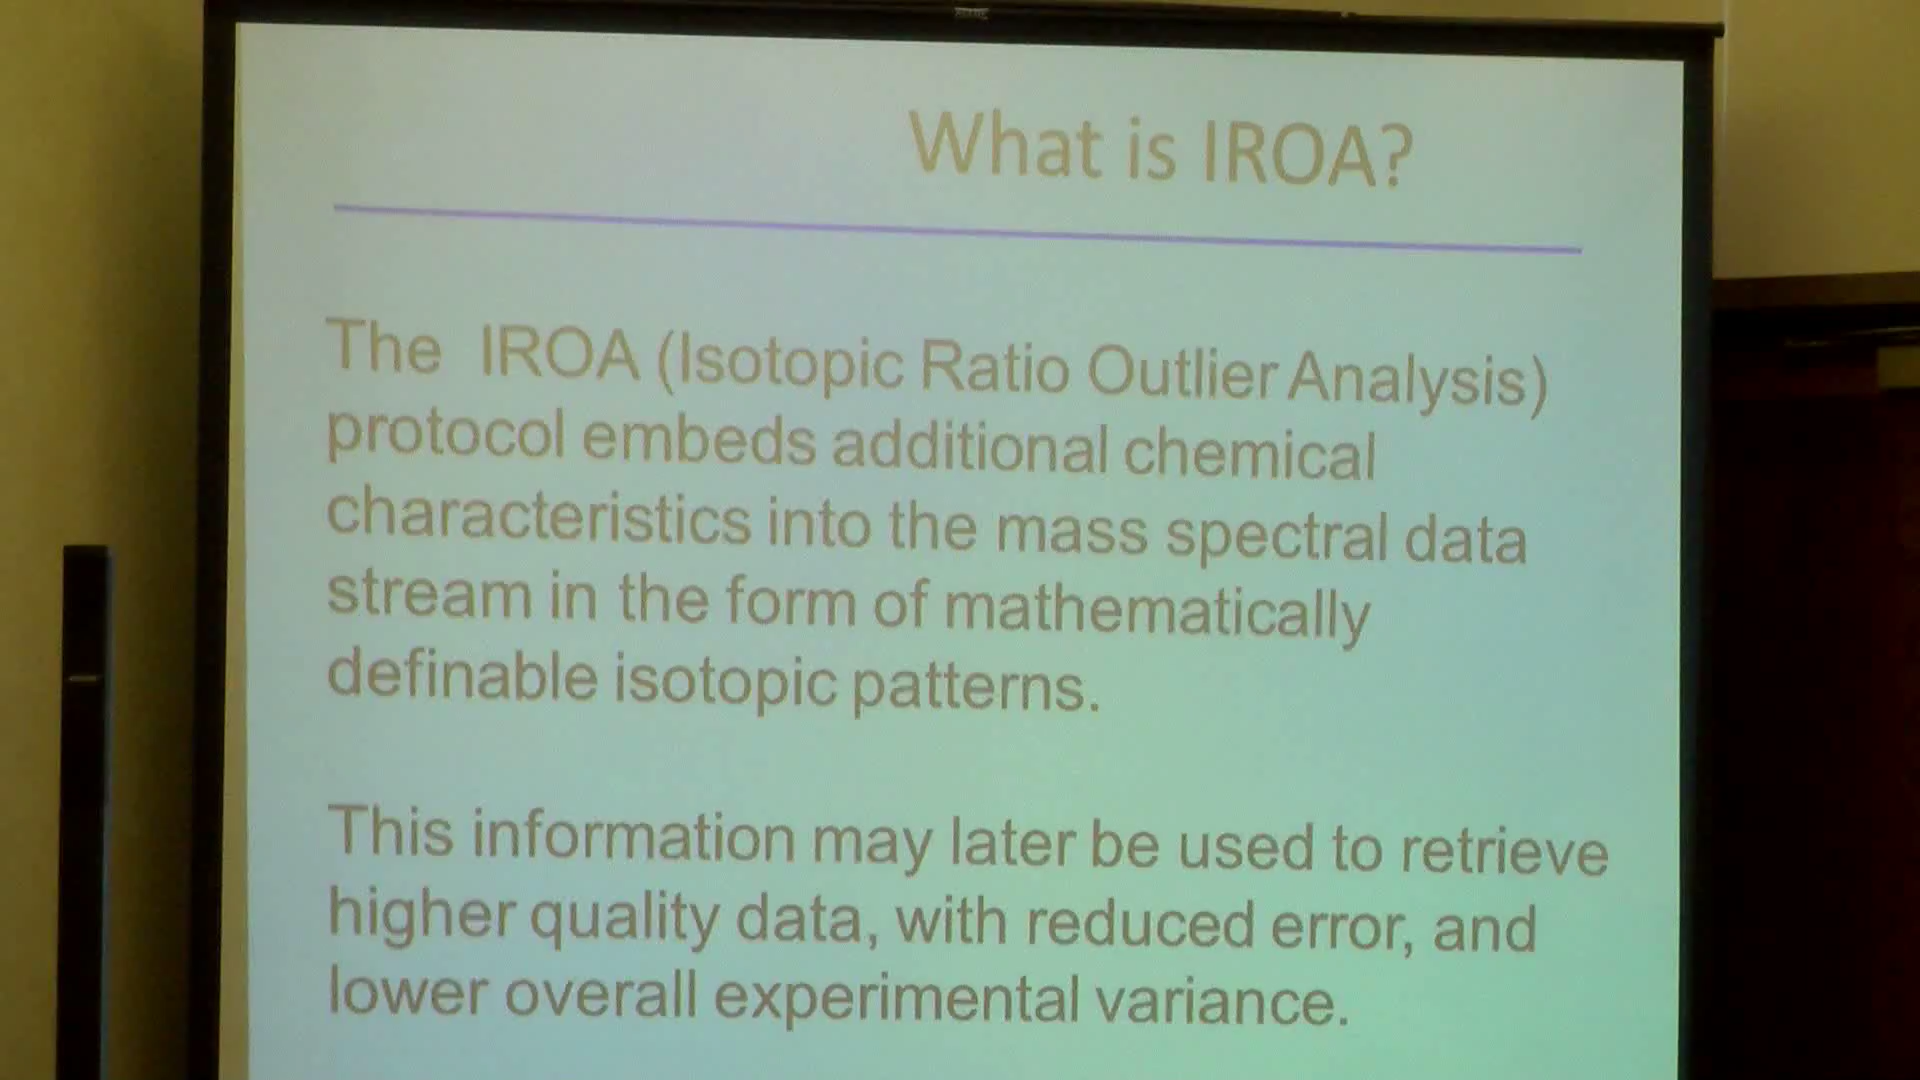 What is IROA?
The IROA (Isotopic Ratio Outlier Analysis)
protocol embeds additional chemical
characteristics into the mass spectral data
stream in the form of mathematically
definable isotopic patterns.
This information may later be used to retrieve
higher quality data, with reduced error, and
lower overall experimental variance.